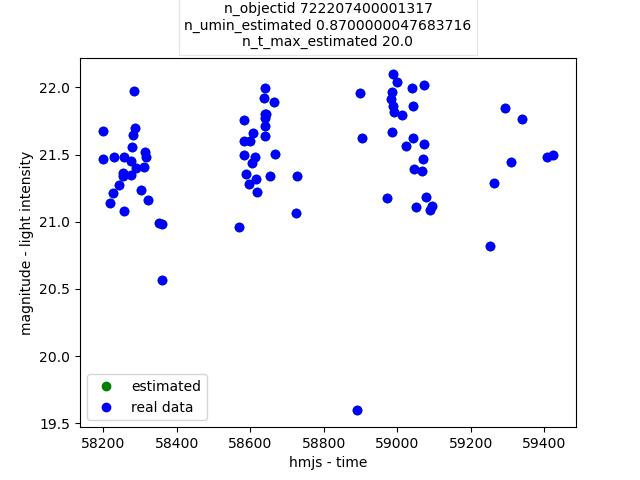 n_objectid 722207400001317
n_umin_estimated 0.8700000047683716
n_t_max_estimated 20.0
magnitude - light intensity
22.0
21.5
21.0
20.5
20.0
19.5
estimated
real data
58200 58400 58600 58800 59000 59200 59400
hmjs - time